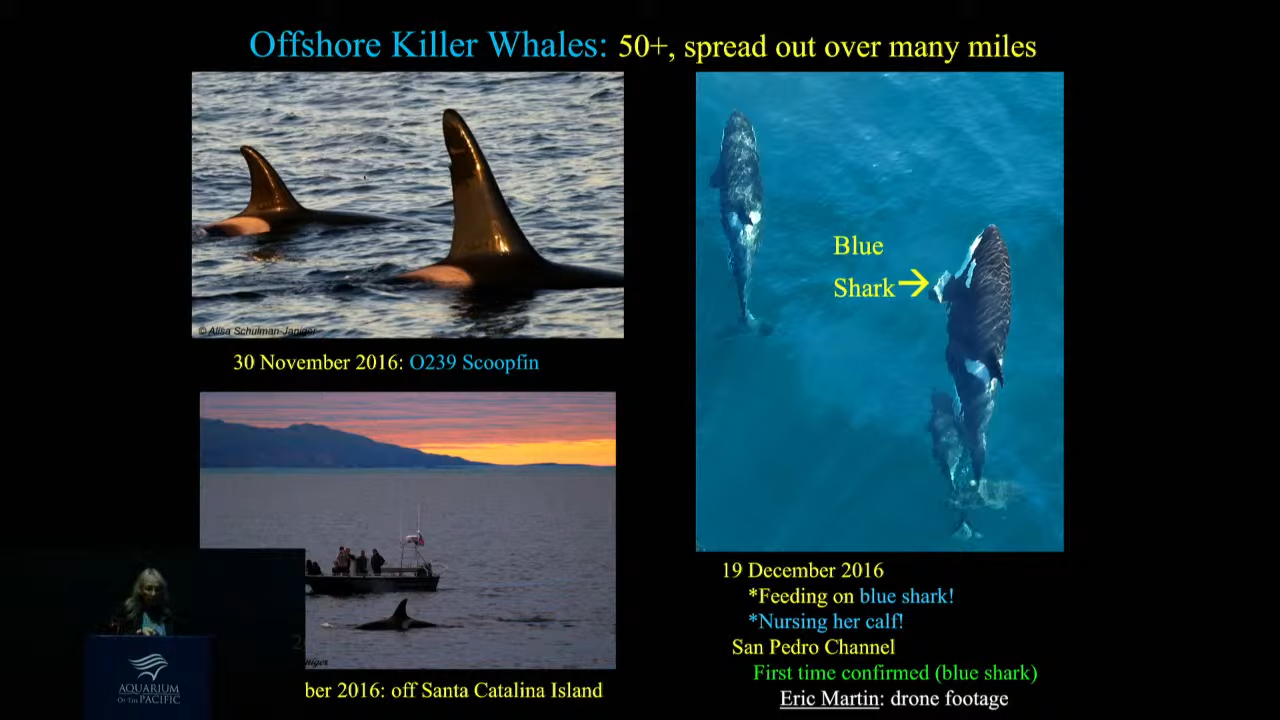 Offshore Killer Whales: 50+, spread out over many miles
© Alisa Schulman-Janiger
30 November 2016: O239 Scoopfin
Blue
Shark→
niger
ber 2016: off Santa Catalina Island
19 December 2016
*Feeding on blue shark!
*Nursing her calf!
San Pedro Channel
First time confirmed (blue shark)
Eric Martin: drone footage
AQUARIUM
OF THE PACIFIC